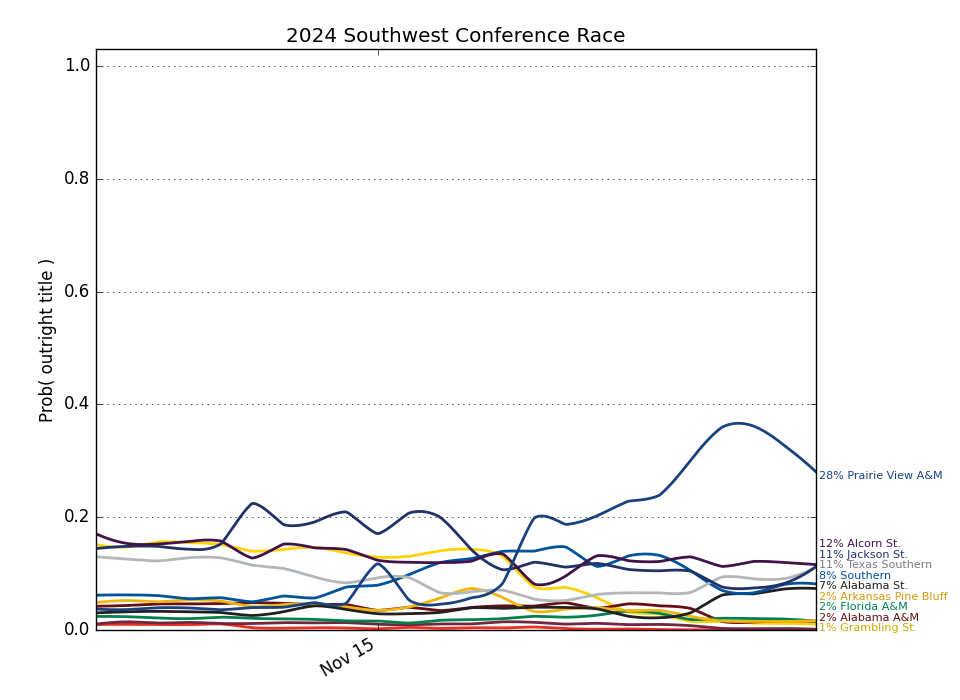 2024 Southwest Conference Race
Prob( outright title )
1.0
0.8
0.6
0.4
0.2
0.0
Nov 15
28% Prairie View A&M
12% Alcorn St.
11% Jackson St.
11% Texas Southern
8% Southern
7% Alabama St.
2% Arkansas Pine Bluff
2% Florida A&M
2% Alabama A&M
1% Grambling St.